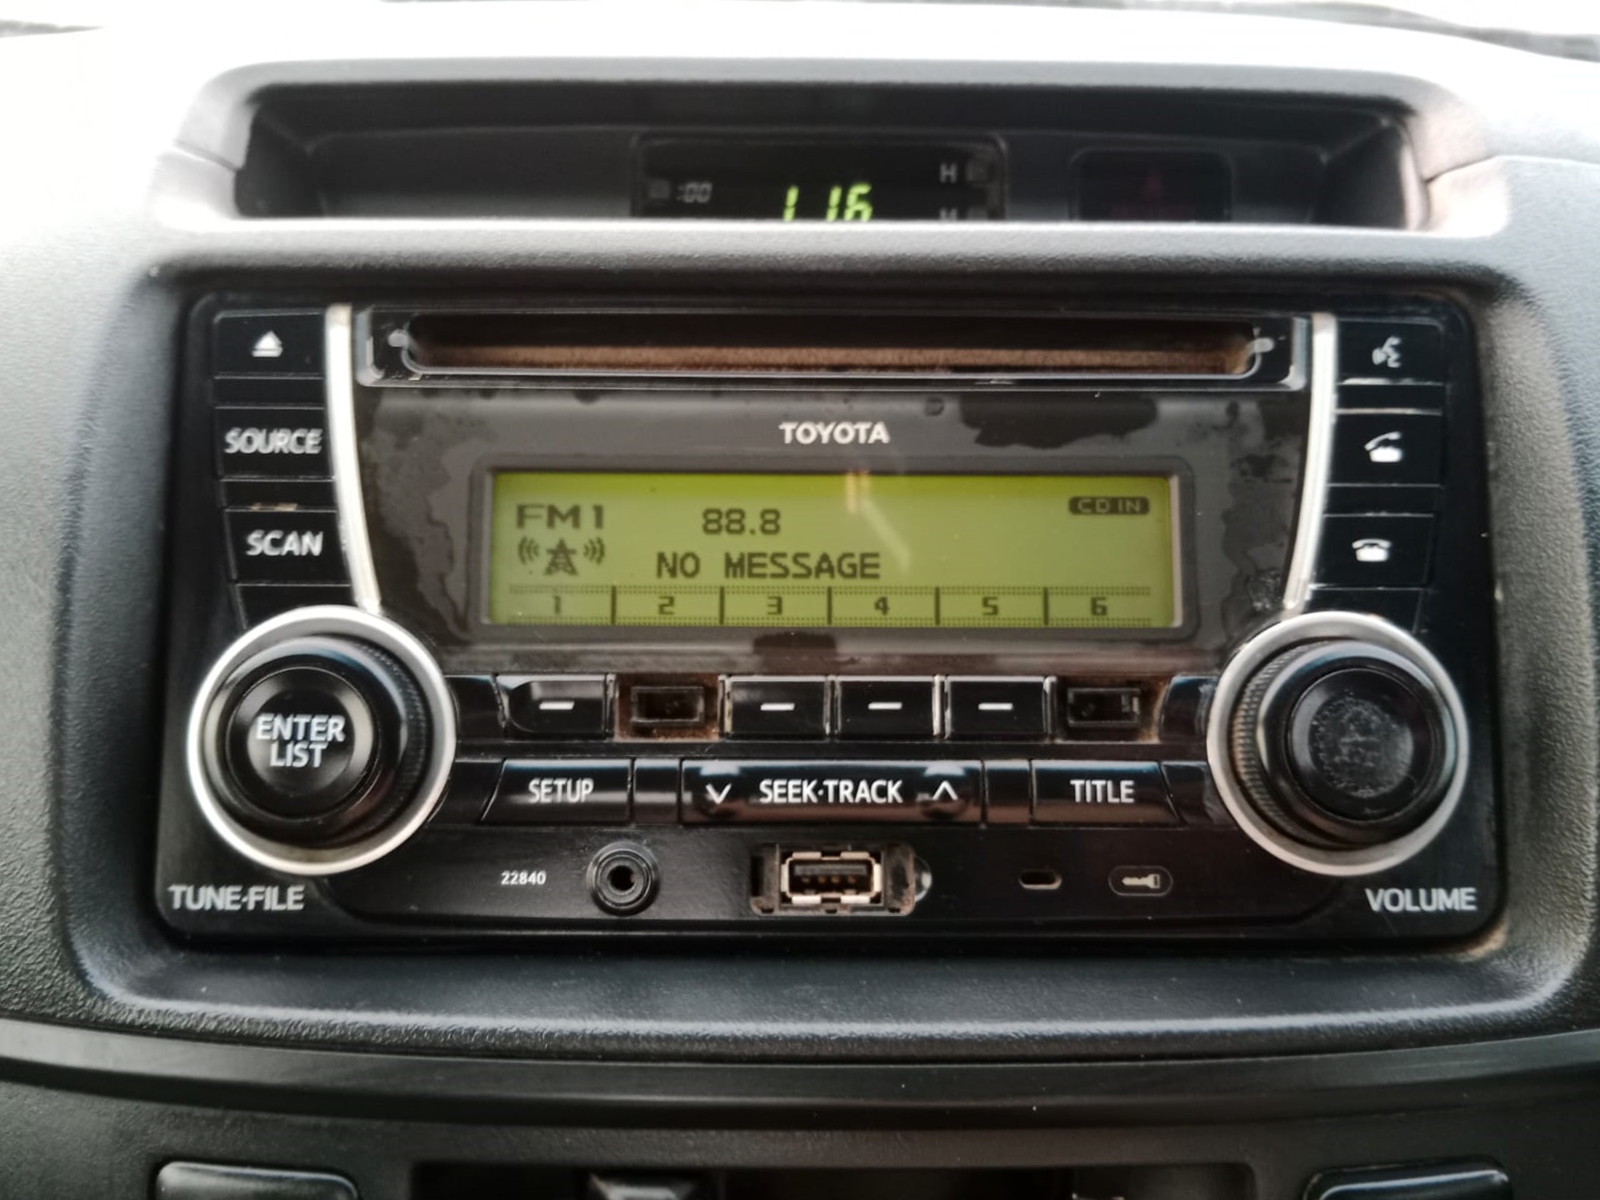 :00
H
1 16
M
TOYOTA
SOURCE
FM1
88.8
CD IN
SCAN
NO MESSAGE
1 2 3 4 5 6
ENTER
LIST
SETUP
SEEK·TRACK
TITLE
22840
TUNE·FILE
VOLUME